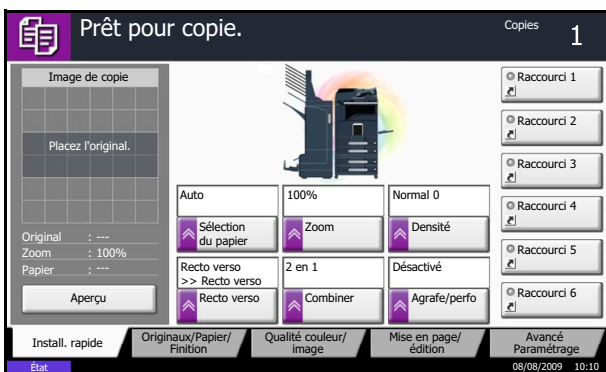 Prêt pour copie.
Copies
1
Image de copie
Placez l'original.
Original : ---
Zoom : 100%
Papier : ---
Aperçu
Auto
Sélection
du papier
100%
Zoom
Normal 0
Densité
Recto verso
>> Recto verso
Recto verso
2 en 1
Combiner
Désactivé
Agrafe/perfo
Raccourci 1
Raccourci 2
Raccourci 3
Raccourci 4
Raccourci 5
Raccourci 6
Install. rapide
Originaux/Papier/
Finition
Qualité couleur/
image
Mise en page/
édition
Avancé
Paramétrage
État
08/08/2009 10:10